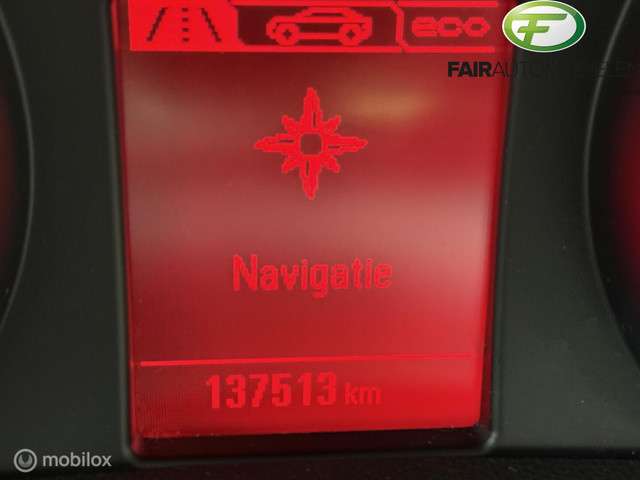 eco
F
FAIRAUTO
Navigatie
137513 km
mobilox